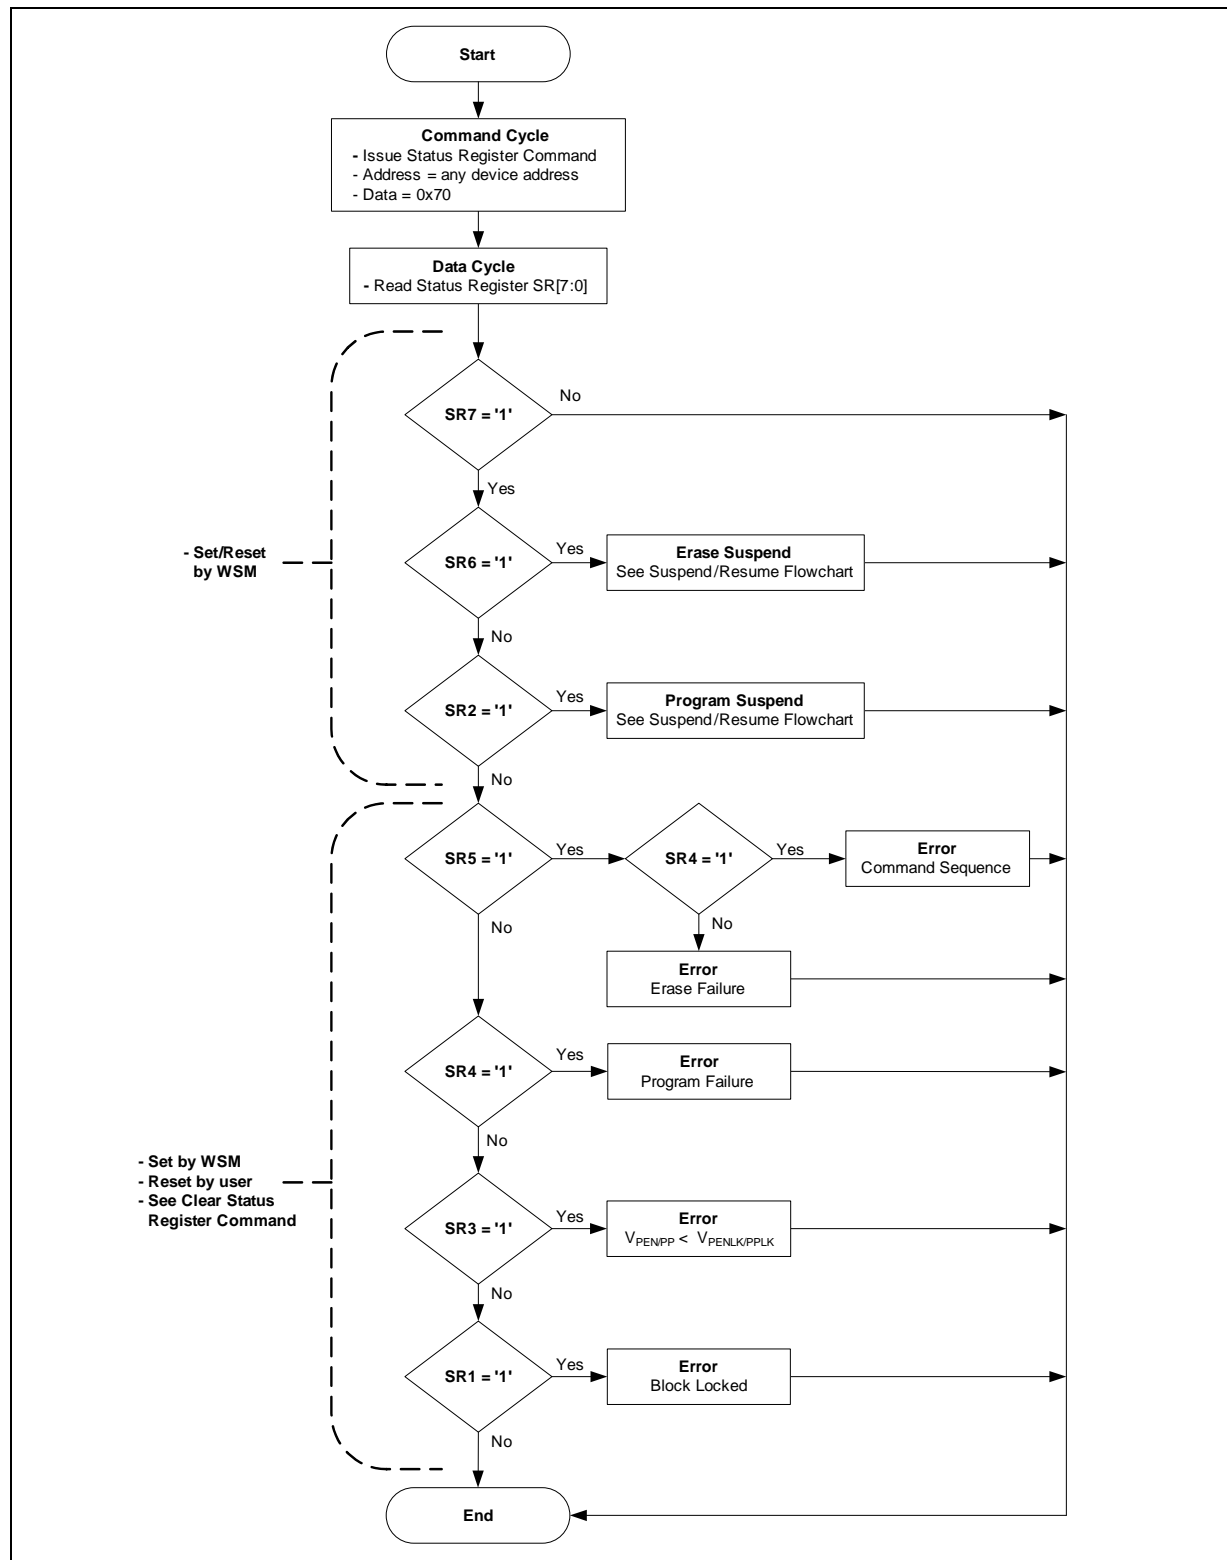 Start
Command Cycle
- Issue Status Register Command
- Address = any device address
- Data = 0x70
Data Cycle
- Read Status Register SR[7:0]
SR7 = '1'
No
Yes
- Set/Reset
by WSM
SR6 = '1'
Yes
Erase Suspend
See Suspend/Resume Flowchart
No
SR2 = '1'
Yes
Program Suspend
See Suspend/Resume Flowchart
No
SR5 = '1'
Yes
SR4 = '1'
Yes
Error
Command Sequence
No
No
Error
Erase Failure
SR4 = '1'
Yes
Error
Program Failure
No
- Set by WSM
- Reset by user
- See Clear Status
Register Command
SR3 = '1'
Yes
Error
VPEN/PP < VPENLK/PPLK
No
SR1 = '1'
Yes
Error
Block Locked
No
End